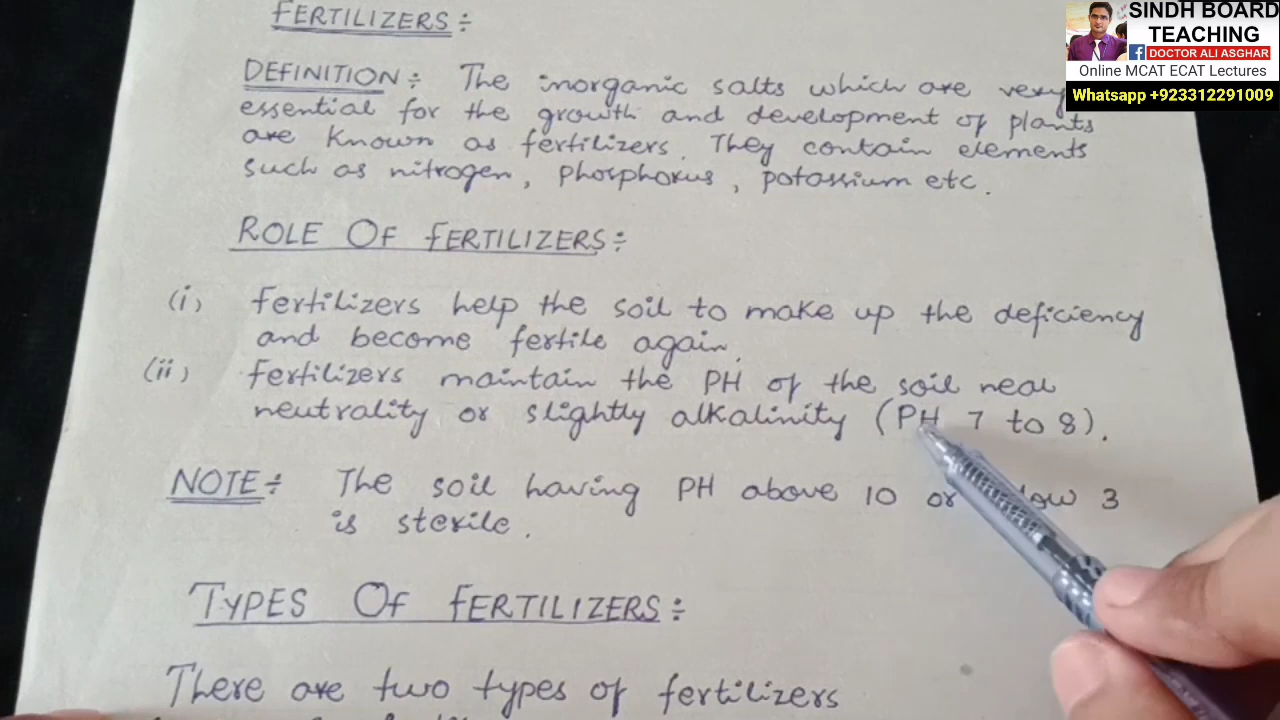 FERTILIZERS :-
DEFINITION :- The inorganic salts which are very
essential for the growth and development of plants
are known as fertilizers. They contain elements
such as nitrogen, phosphorus, potassium etc.
ROLE OF FERTILIZERS :-
(i) Fertilizers help the soil to make up the deficiency
and become fertile again.
(ii) Fertilizers maintain the PH of the soil near
neutrality or slightly alkalinity (PH 7 to 8).
NOTE :- The soil having PH above 10 or 3
is sterile.
TYPES OF FERTILIZERS :-
There are two types of fertilizers
SINDH BOARD
TEACHING
f DOCTOR ALI ASGHAR
Online MCAT ECAT Lectures
Whatsapp +923312291009